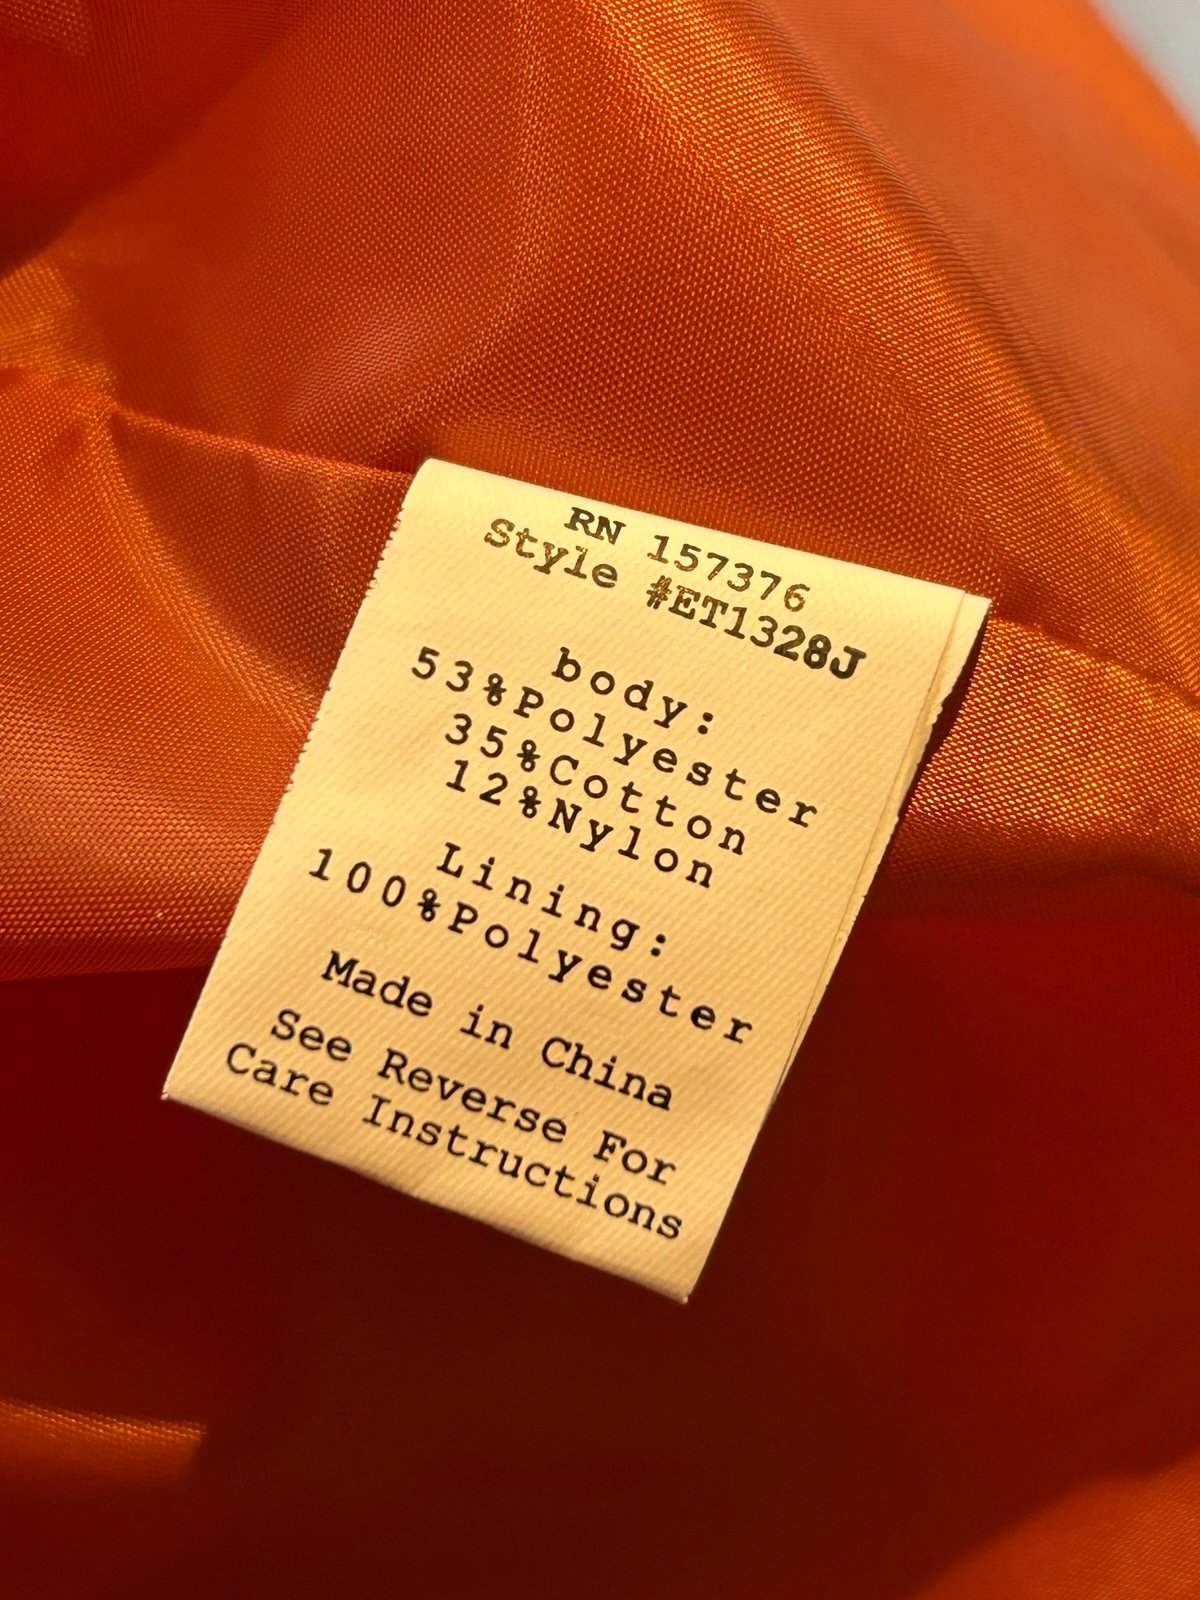 RN 157376
Style #ET1328J
body:
53%Polyester
35%Cotton
12%Nylon
Lining:
100%Polyester
Made in China
See Reverse For
Care Instructions